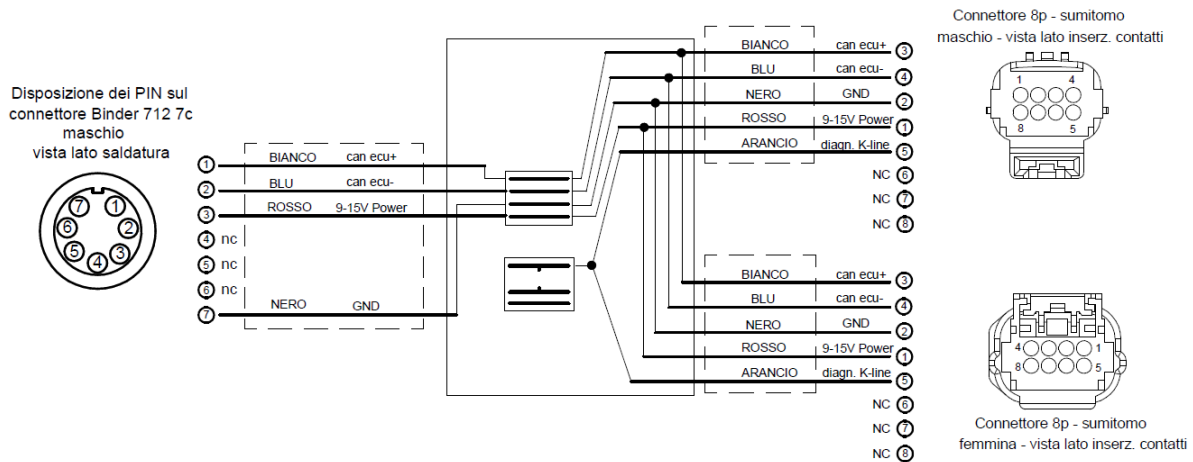 Connettore 8p - sumitomo
maschio - vista lato inserz. contatti
1 4
8 5
Disposizione dei PIN sul
connettore Binder 712 7c
maschio
vista lato saldatura
7 1
6 2
5 4 3
1 BIANCO can ecu+
2 BLU can ecu-
3 ROSSO 9-15V Power
4 nc
5 nc
6 nc
7 NERO GND
BIANCO can ecu+ 3
BLU can ecu- 4
NERO GND 2
ROSSO 9-15V Power 1
ARANCIO diagn. K-line 5
NC 6
NC 7
NC 8
BIANCO can ecu+ 3
BLU can ecu- 4
NERO GND 2
ROSSO 9-15V Power 1
ARANCIO diagn. K-line 5
NC 6
NC 7
NC 8
4 1
8 5
Connettore 8p - sumitomo
femmina - vista lato inserz. contatti